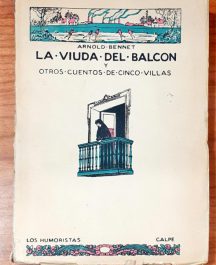 ARNOLD·BENNET
LA·VIUDA·DEL·BALCON
Y
OTROS·CUENTOS·DE·CINCO·VILLAS
LOS HUMORISTAS CALPE